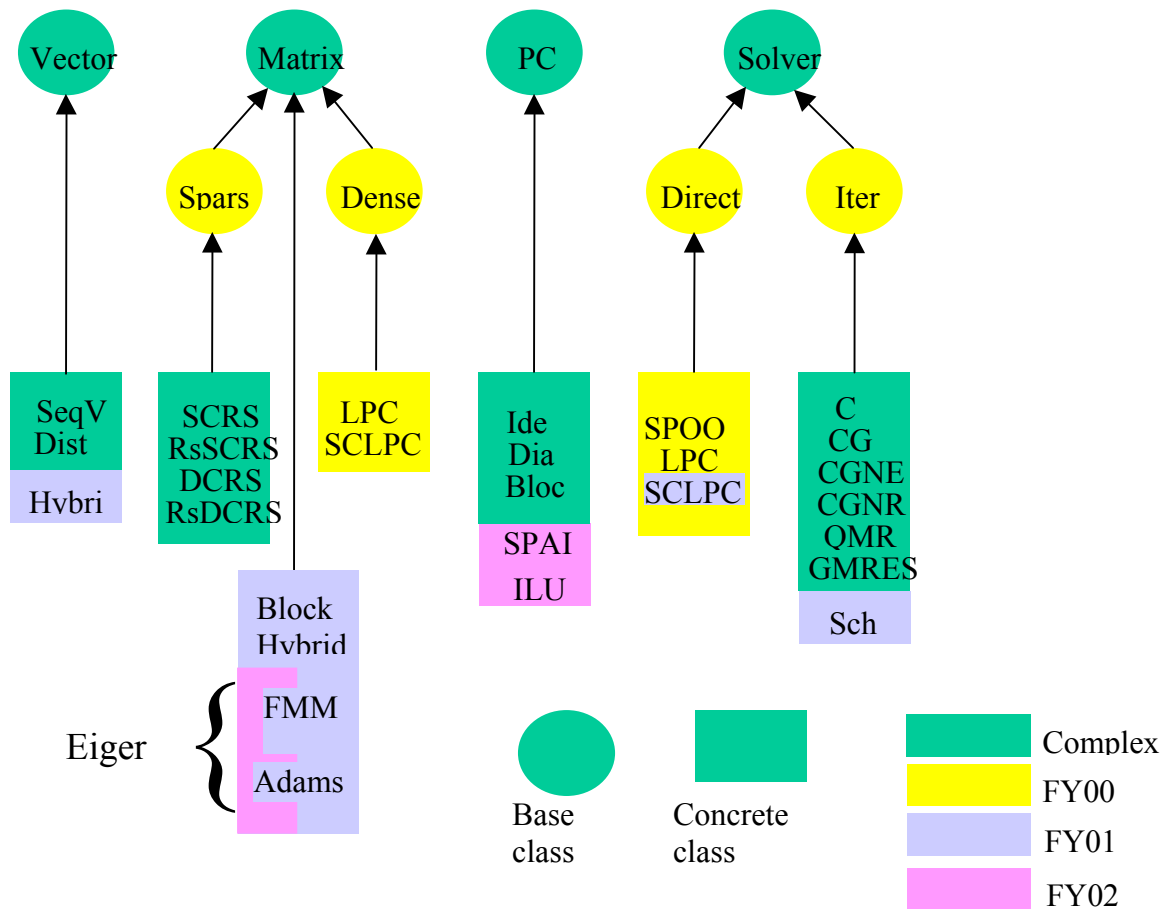 Vector
Matrix
PC
Solver
Spars
Dense
Direct
Iter
SeqV
Dist
Hvbri
SCRS
RsSCRS
DCRS
RsDCRS
LPC
SCLPC
Ide
Dia
Bloc
SPAI
ILU
SPOO
LPC
SCLPC
C
CG
CGNE
CGNR
QMR
GMRES
Sch
Block
Hvbrid
FMM
Adams
Eiger
Base
class
Concrete
class
Complex
FY00
FY01
FY02